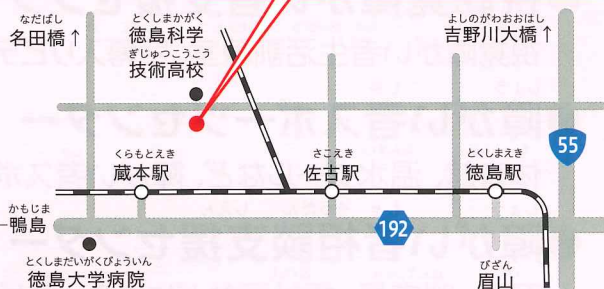 なだばし
名田橋↑
とくしまかがく
徳島科学
ぎじゅつこうこう
技術高校
よしのがわおおはし
吉野川大橋↑
55
くらもとえき
蔵本駅
さこえき
佐古駅
とくしまえき
徳島駅
かもじま
鴨島
192
とくしまだいがくびょういん
徳島大学病院
びざん
眉山